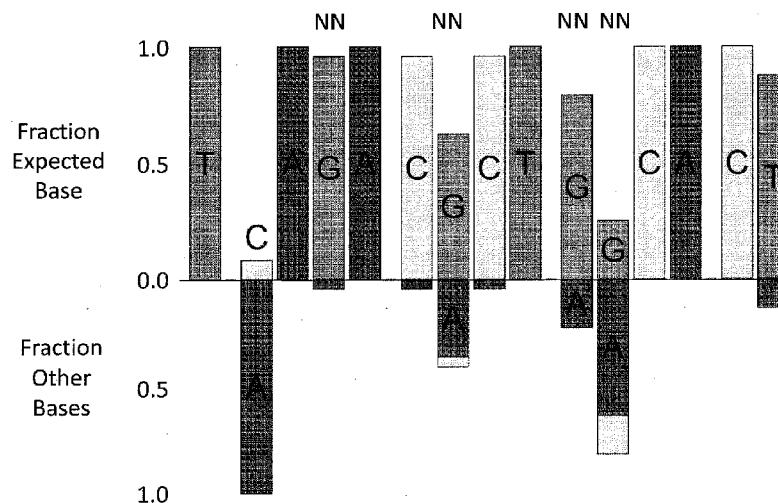 NN NN NN NN
1.0
Fraction
Expected
Base
0.5
0.0
Fraction
Other
Bases
0.5
1.0
T C A G A C G C T G G C A C T
A A A A